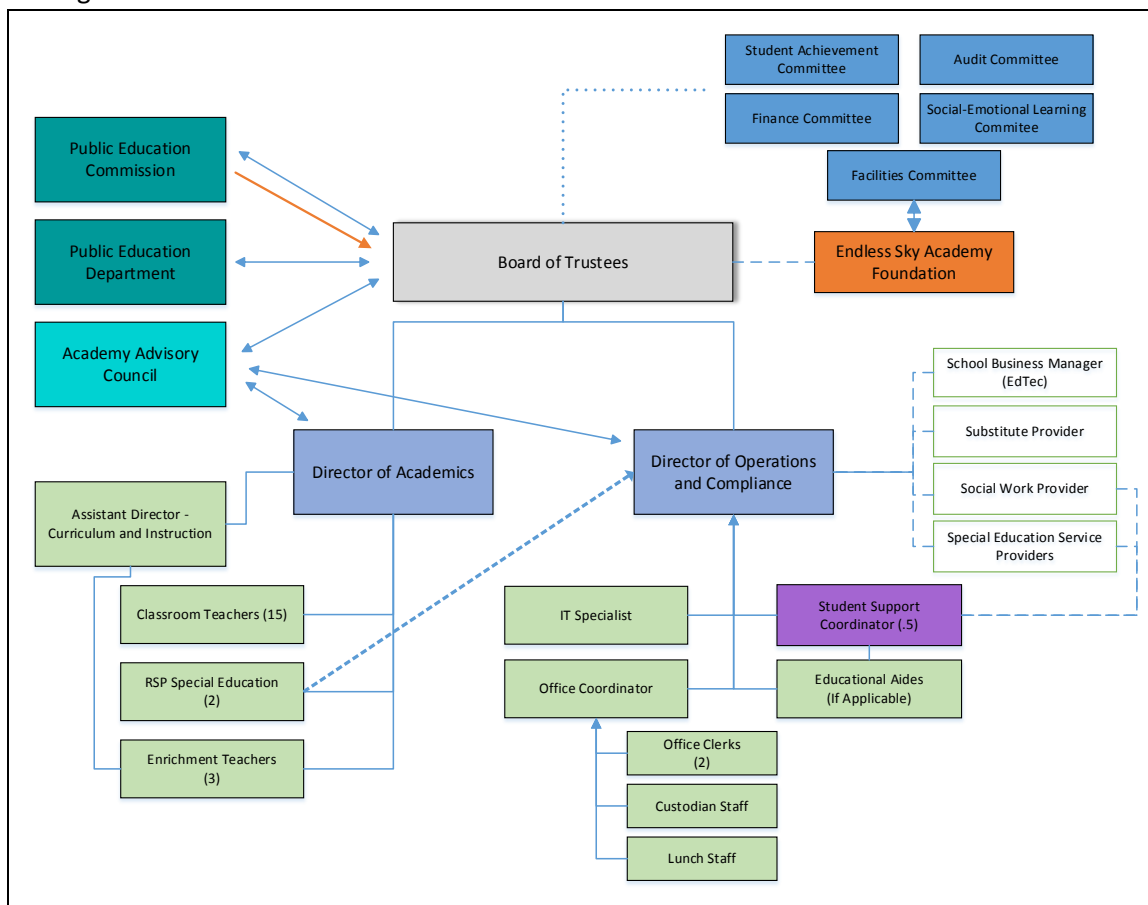 Student Achievement
Committee
Audit Committee
Finance Committee
Social-Emotional Learning
Commitee
Public Education
Commission
Facilities Committee
Public Education
Department
Board of Trustees
Endless Sky Academy
Foundation
Academy Advisory
Council
School Business Manager
(EdTec)
Substitute Provider
Director of Academics
Director of Operations
and Compliance
Social Work Provider
Assistant Director -
Curriculum and Instruction
Special Education Service
Providers
Classroom Teachers (15)
IT Specialist
Student Support
Coordinator (.5)
RSP Special Education
(2)
Office Coordinator
Educational Aides
(If Applicable)
Enrichment Teachers
(3)
Office Clerks
(2)
Custodian Staff
Lunch Staff